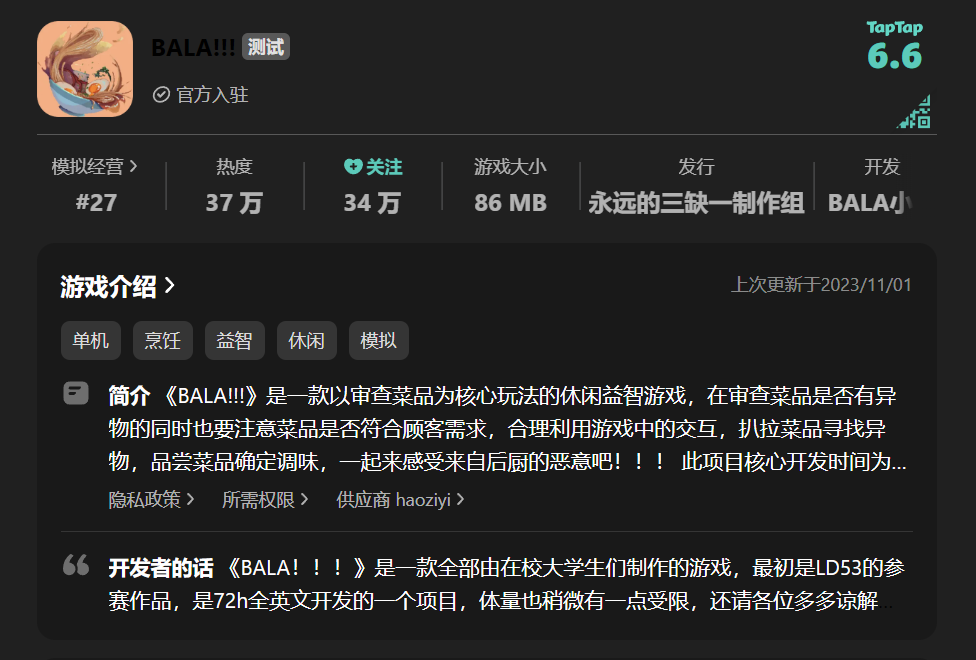 BALA!!! 测试
TapTap
6.6
官方入驻
模拟经营 热度 关注 游戏大小 发行 开发
#27 37 万 34 万 86 MB 永远的三缺一制作组 BALA小
游戏介绍
上次更新于2023/11/01
单机 烹饪 益智 休闲 模拟
简介 《BALA!!!》是一款以审查菜品为核心玩法的休闲益智游戏，在审查菜品是否有异
物的同时也要注意菜品是否符合顾客需求，合理利用游戏中的交互，扒拉菜品寻找异
物，品尝菜品确定调味，一起来感受来自后厨的恶意吧！！！ 此项目核心开发时间为...
隐私政策 所需权限 供应商 haoziyi
开发者的话 《BALA！！！》是一款全部由在校大学生们制作的游戏，最初是LD53的参
赛作品，是72h全英文开发的一个项目，体量也稍微有一点受限，还请各位多多谅解...